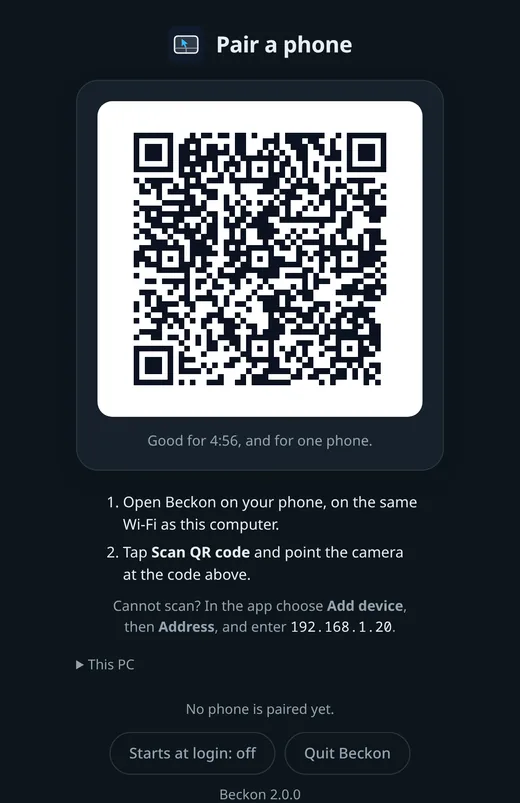 Pair a phone
Good for 4:56, and for one phone.
1. Open Beckon on your phone, on the same
Wi-Fi as this computer.
2. Tap Scan QR code and point the camera
at the code above.
Cannot scan? In the app choose Add device,
then Address, and enter 192.168.1.20.
This PC
No phone is paired yet.
Starts at login: off
Quit Beckon
Beckon 2.0.0